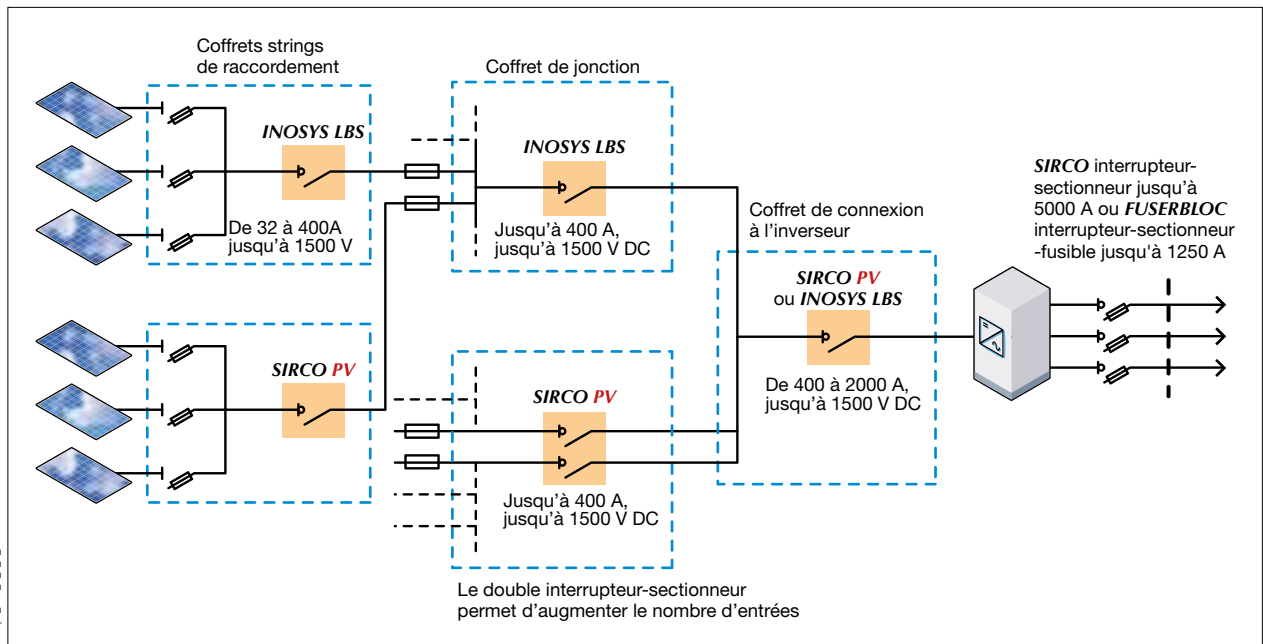 Coffrets strings
de raccordement
INOSYS LBS
De 32 à 400A
jusqu'à 1500 V
Coffret de jonction
INOSYS LBS
Jusqu'à 400 A,
jusqu'à 1500 V DC
SIRCO PV
SIRCO PV
Jusqu'à 400 A,
jusqu'à 1500 V DC
Le double interrupteur-sectionneur
permet d'augmenter le nombre d'entrées
Coffret de connexion
à l'inverseur
SIRCO PV
ou INOSYS LBS
De 400 à 2000 A,
jusqu'à 1500 V DC
SIRCO interrupteur-
sectionneur jusqu'à
5000 A ou FUSERBLOC
interrupteur-sectionneur
-fusible jusqu'à 1250 A